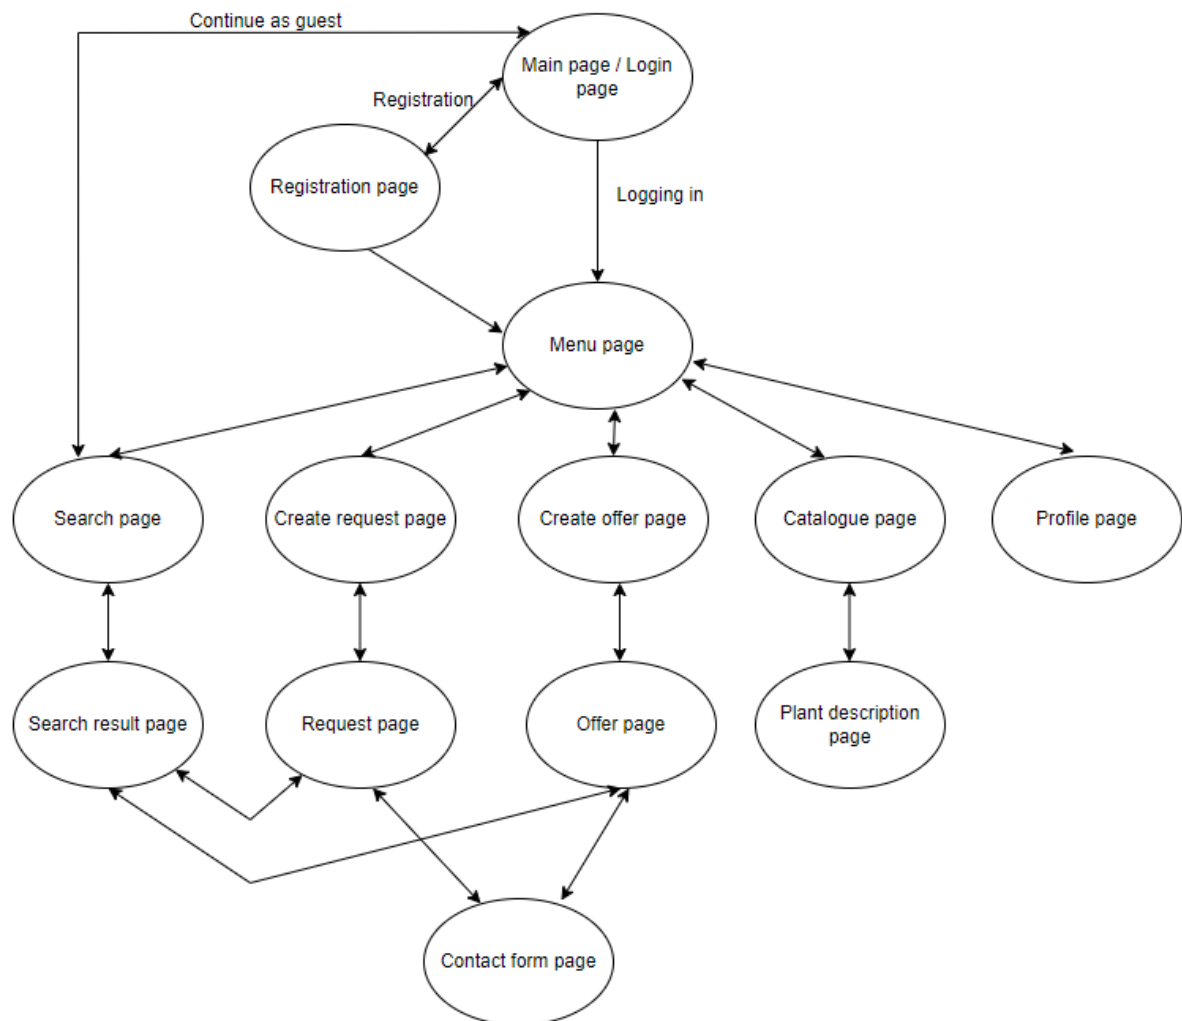 Continue as guest
Main page / Login
page
Registration
Registration page
Logging in
Menu page
Search page
Create request page
Create offer page
Catalogue page
Profile page
Search result page
Request page
Offer page
Plant description
page
Contact form page